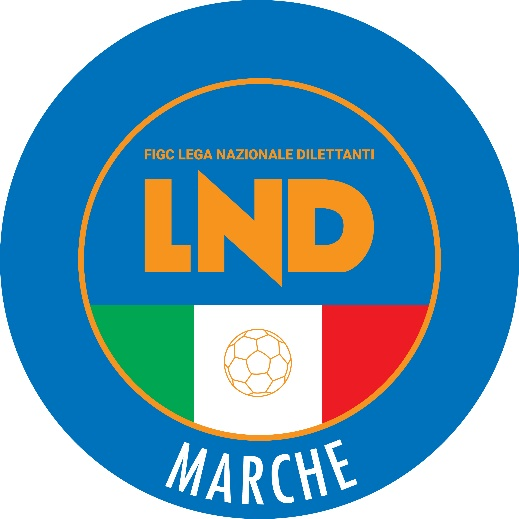 FIGC LEGA NAZIONALE DILETTANTI
LND
MARCHE